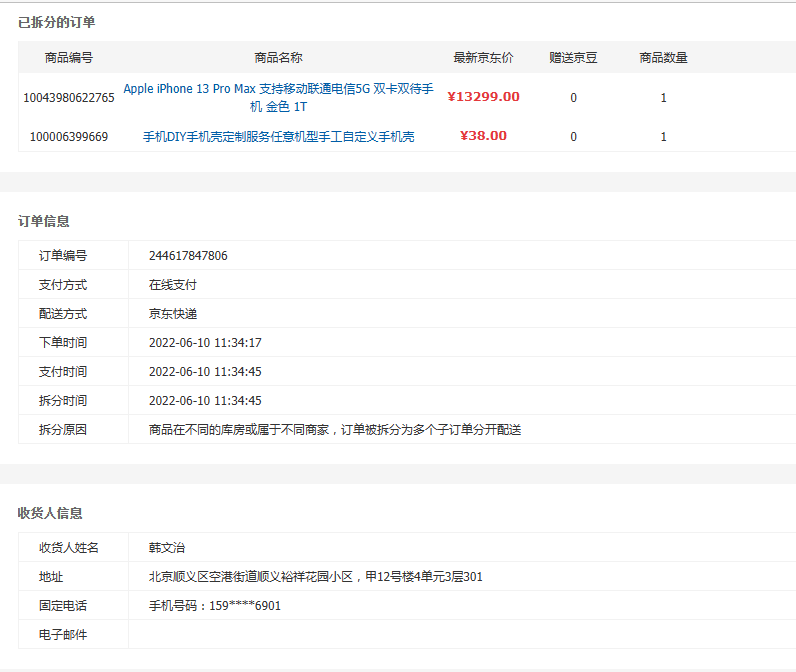 已拆分的订单
商品编号 商品名称 最新京东价 赠送京豆 商品数量
10043980622765 Apple iPhone 13 Pro Max 支持移动联通电信5G 双卡双待手机 金色 1T ¥13299.00 0 1
100006399669 手机DIY手机壳定制服务任意机型手工自定义手机壳 ¥38.00 0 1
订单信息
订单编号 244617847806
支付方式 在线支付
配送方式 京东快递
下单时间 2022-06-10 11:34:17
支付时间 2022-06-10 11:34:45
拆分时间 2022-06-10 11:34:45
拆分原因 商品在不同的库房或属于不同商家，订单被拆分为多个子订单分开配送
收货人信息
收货人姓名 韩文治
地址 北京顺义区空港街道顺义裕祥花园小区，甲12号楼4单元3层301
固定电话 手机号码：159****6901
电子邮件